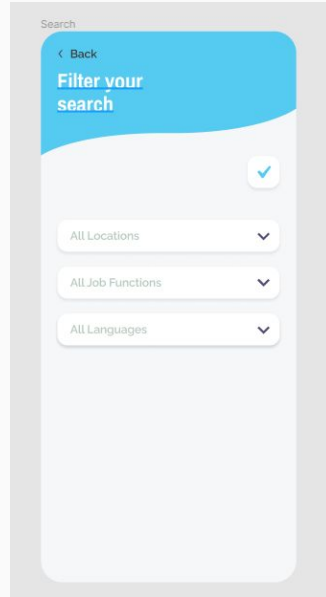 Search
Back
Filter your
search
All Locations
All Job Functions
All Languages